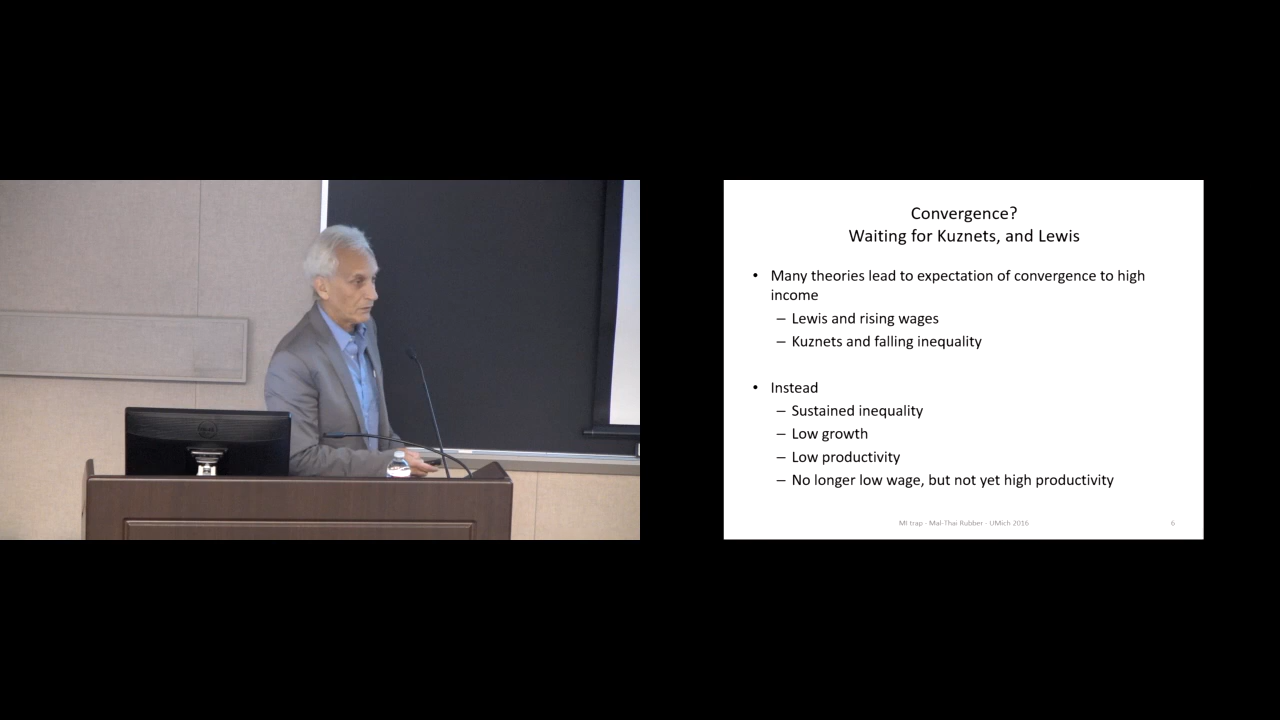 Convergence?
Waiting for Kuznets, and Lewis
• Many theories lead to expectation of convergence to high
income
– Lewis and rising wages
– Kuznets and falling inequality
• Instead
– Sustained inequality
– Low growth
– Low productivity
– No longer low wage, but not yet high productivity
MI trap - Mal-Thai Rubber - UMich 2016
6